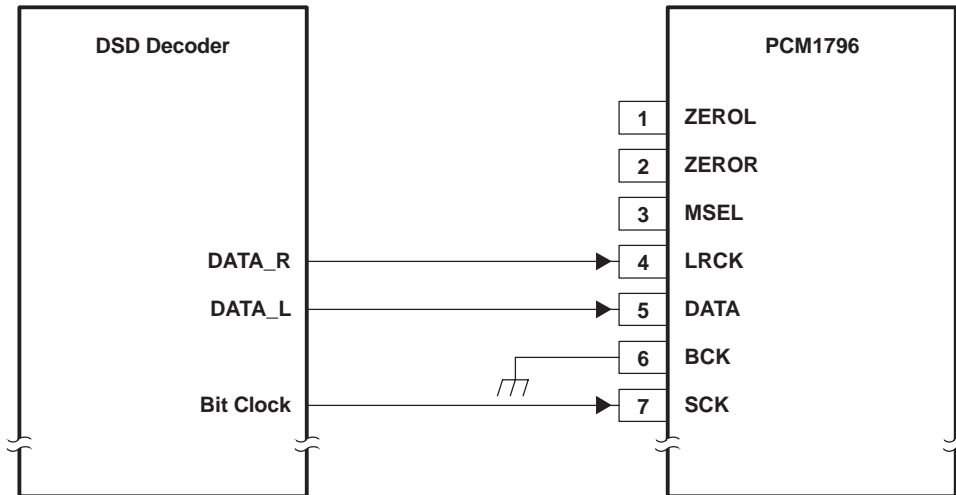 DSD Decoder
PCM1796
1 ZEROL
2 ZEROR
3 MSEL
DATA_R 4 LRCK
DATA_L 5 DATA
6 BCK
Bit Clock 7 SCK